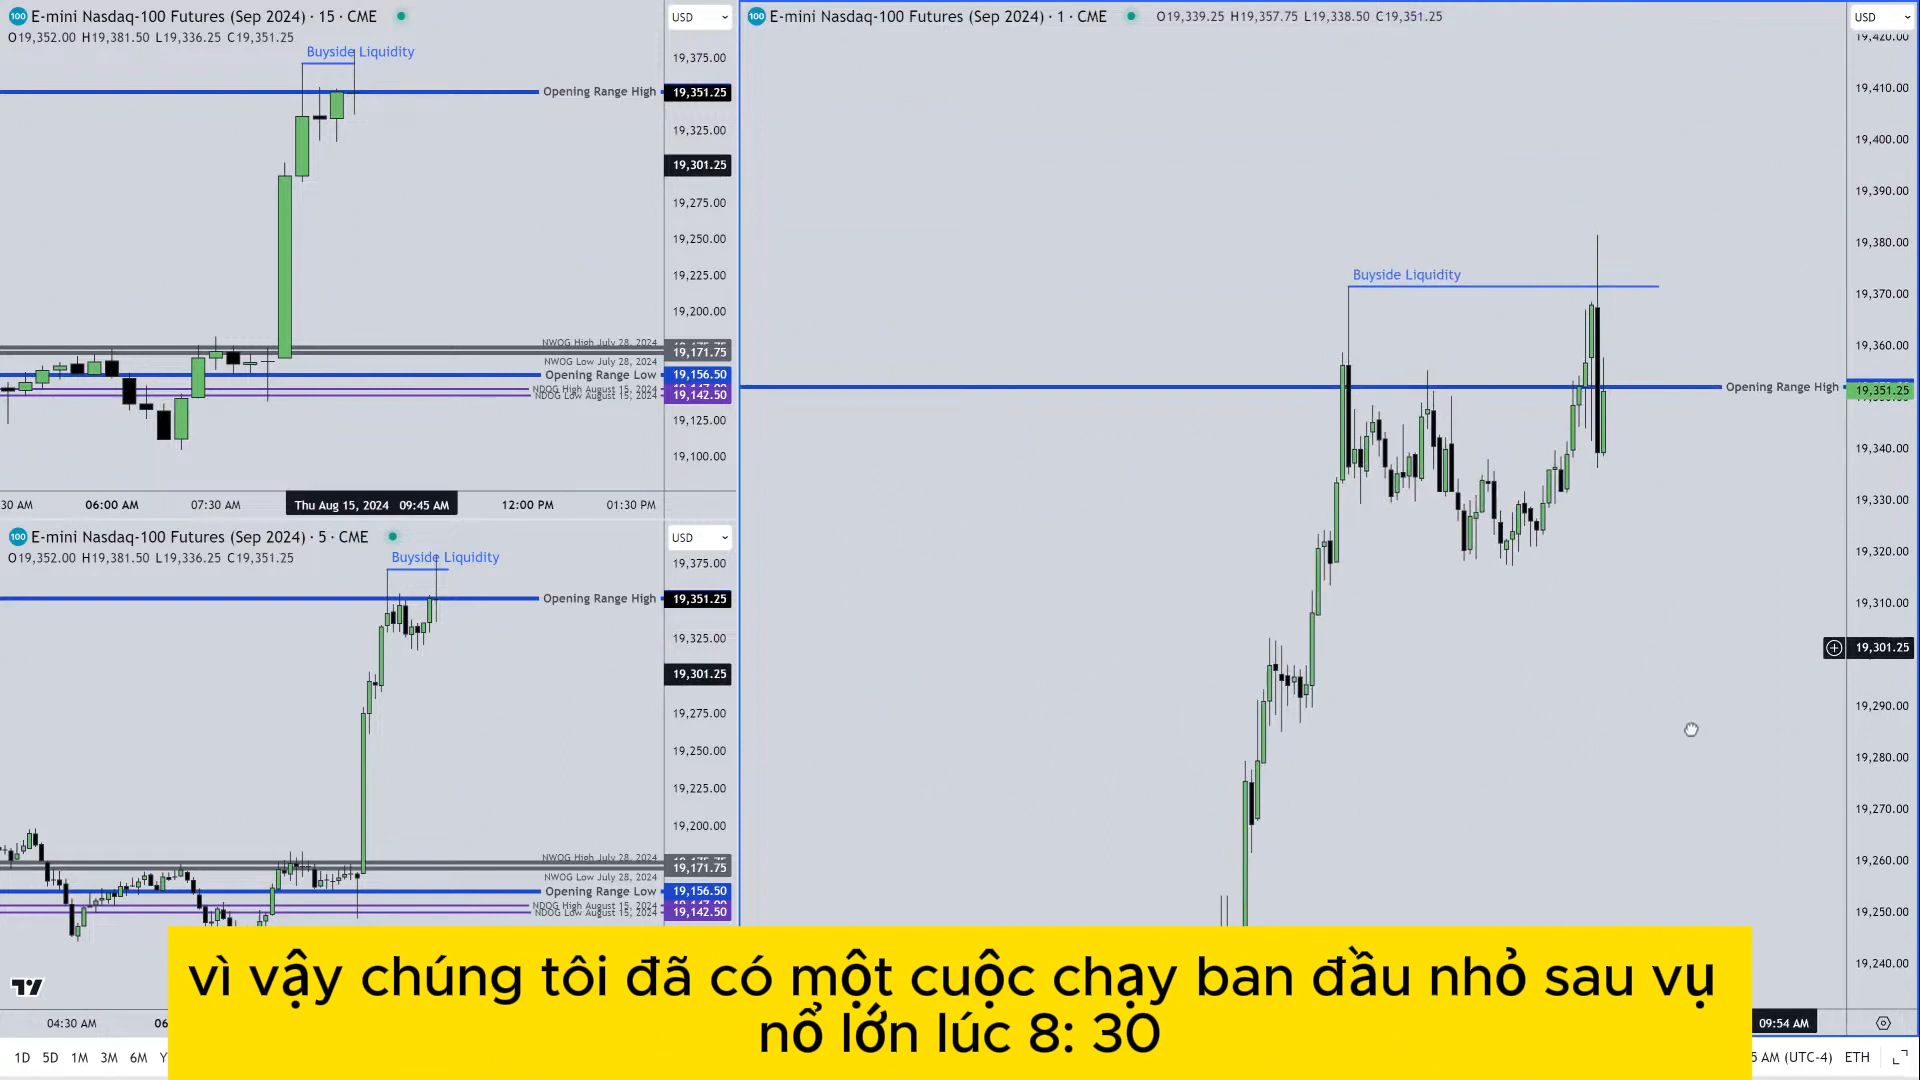 100 E-mini Nasdaq-100 Futures (Sep 2024) · 15 · CME
O19,352.00 H19,381.50 L19,336.25 C19,351.25
USD
Buyside Liquidity
19,375.00
Opening Range High
19,351.25
19,325.00
19,301.25
19,275.00
19,250.00
19,225.00
19,200.00
NWOG High July 28, 2024
19,171.75
NWOG Low July 28, 2024
Opening Range Low
19,156.50
NDOG High August 15, 2024
NDOG Low August 15, 2024
19,142.50
19,125.00
19,100.00
30 AM 06:00 AM 07:30 AM Thu Aug 15, 2024 09:45 AM 12:00 PM 01:30 PM
100 E-mini Nasdaq-100 Futures (Sep 2024) · 5 · CME
O19,352.00 H19,381.50 L19,336.25 C19,351.25
USD
Buyside Liquidity
19,375.00
Opening Range High
19,351.25
19,325.00
19,301.25
19,275.00
19,250.00
19,225.00
19,200.00
NWOG High July 28, 2024
19,171.75
NWOG Low July 28, 2024
Opening Range Low
19,156.50
NDOG High August 15, 2024
NDOG Low August 15, 2024
19,142.50
04:30 AM 06
1D 5D 1M 3M 6M Y
100 E-mini Nasdaq-100 Futures (Sep 2024) · 1 · CME O19,339.25 H19,357.75 L19,338.50 C19,351.25
USD
19,420.00
19,410.00
19,400.00
19,390.00
19,380.00
Buyside Liquidity
19,370.00
19,360.00
Opening Range High
19,351.25
19,340.00
19,330.00
19,320.00
19,310.00
19,301.25
19,290.00
19,280.00
19,270.00
19,260.00
19,250.00
19,240.00
09:54 AM
5 AM (UTC-4) ETH
vì vậy chúng tôi đã có một cuộc chạy ban đầu nhỏ sau vụ
nổ lớn lúc 8: 30